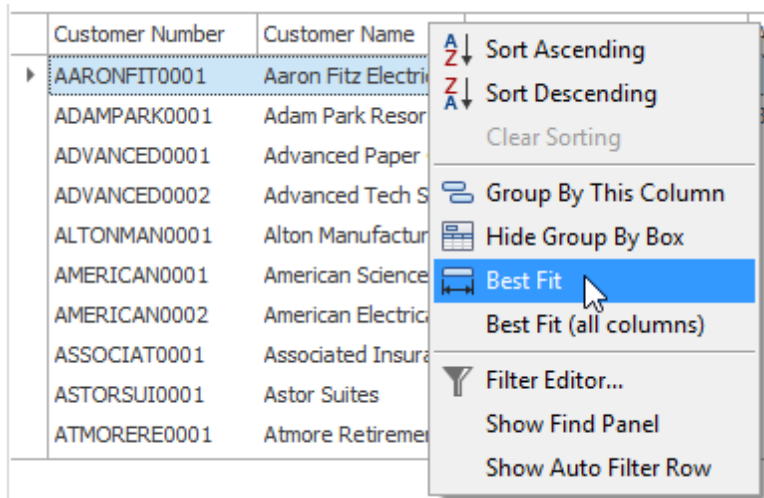 Customer Number Customer Name
AARONFIT0001 Aaron Fitz Electri
ADAMPARK0001 Adam Park Resor
ADVANCED0001 Advanced Paper
ADVANCED0002 Advanced Tech S
ALTONMAN0001 Alton Manufactur
AMERICAN0001 American Science
AMERICAN0002 American Electrica
ASSOCIAT0001 Associated Insura
ASTORSUI0001 Astor Suites
ATMORERE0001 Atmore Retiremen
Sort Ascending
Sort Descending
Clear Sorting
Group By This Column
Hide Group By Box
Best Fit
Best Fit (all columns)
Filter Editor...
Show Find Panel
Show Auto Filter Row